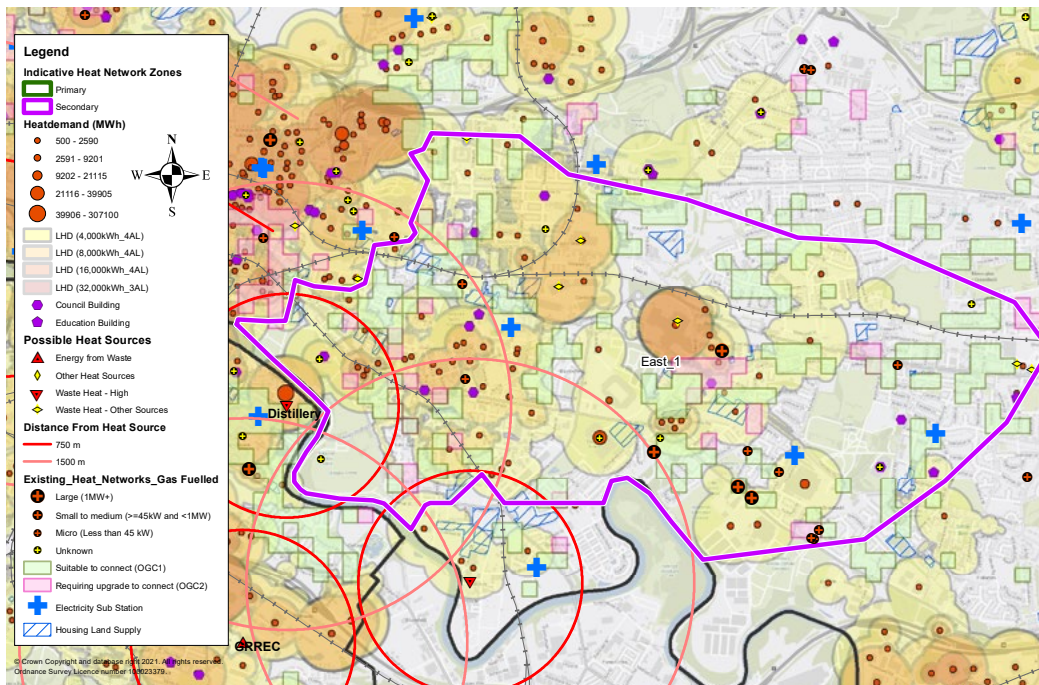 Legend
Indicative Heat Network Zones
Primary
Secondary
Heatdemand (MWh)
500 - 2590
2591 - 9201
9202 - 21115
21116 - 39905
39906 - 307100
N
W
E
S
LHD (4,000kWh_4AL)
LHD (8,000kWh_4AL)
LHD (16,000kWh_4AL)
LHD (32,000kWh_3AL)
Council Building
Education Building
Possible Heat Sources
Energy from Waste
Other Heat Sources
Waste Heat - High
Waste Heat - Other Sources
Distance From Heat Source
750 m
1500 m
Existing_Heat_Networks_Gas Fuelled
Large (1MW+)
Small to medium (>=45kW and <1MW)
Micro (Less than 45 kW)
Unknown
Suitable to connect (OGC1)
Requiring upgrade to connect (OGC2)
Electricity Sub Station
Housing Land Supply
© Crown Copyright and database right 2021. All rights reserved.
Ordnance Survey Licence number 100023379.
East_1
Distillery
GRREC